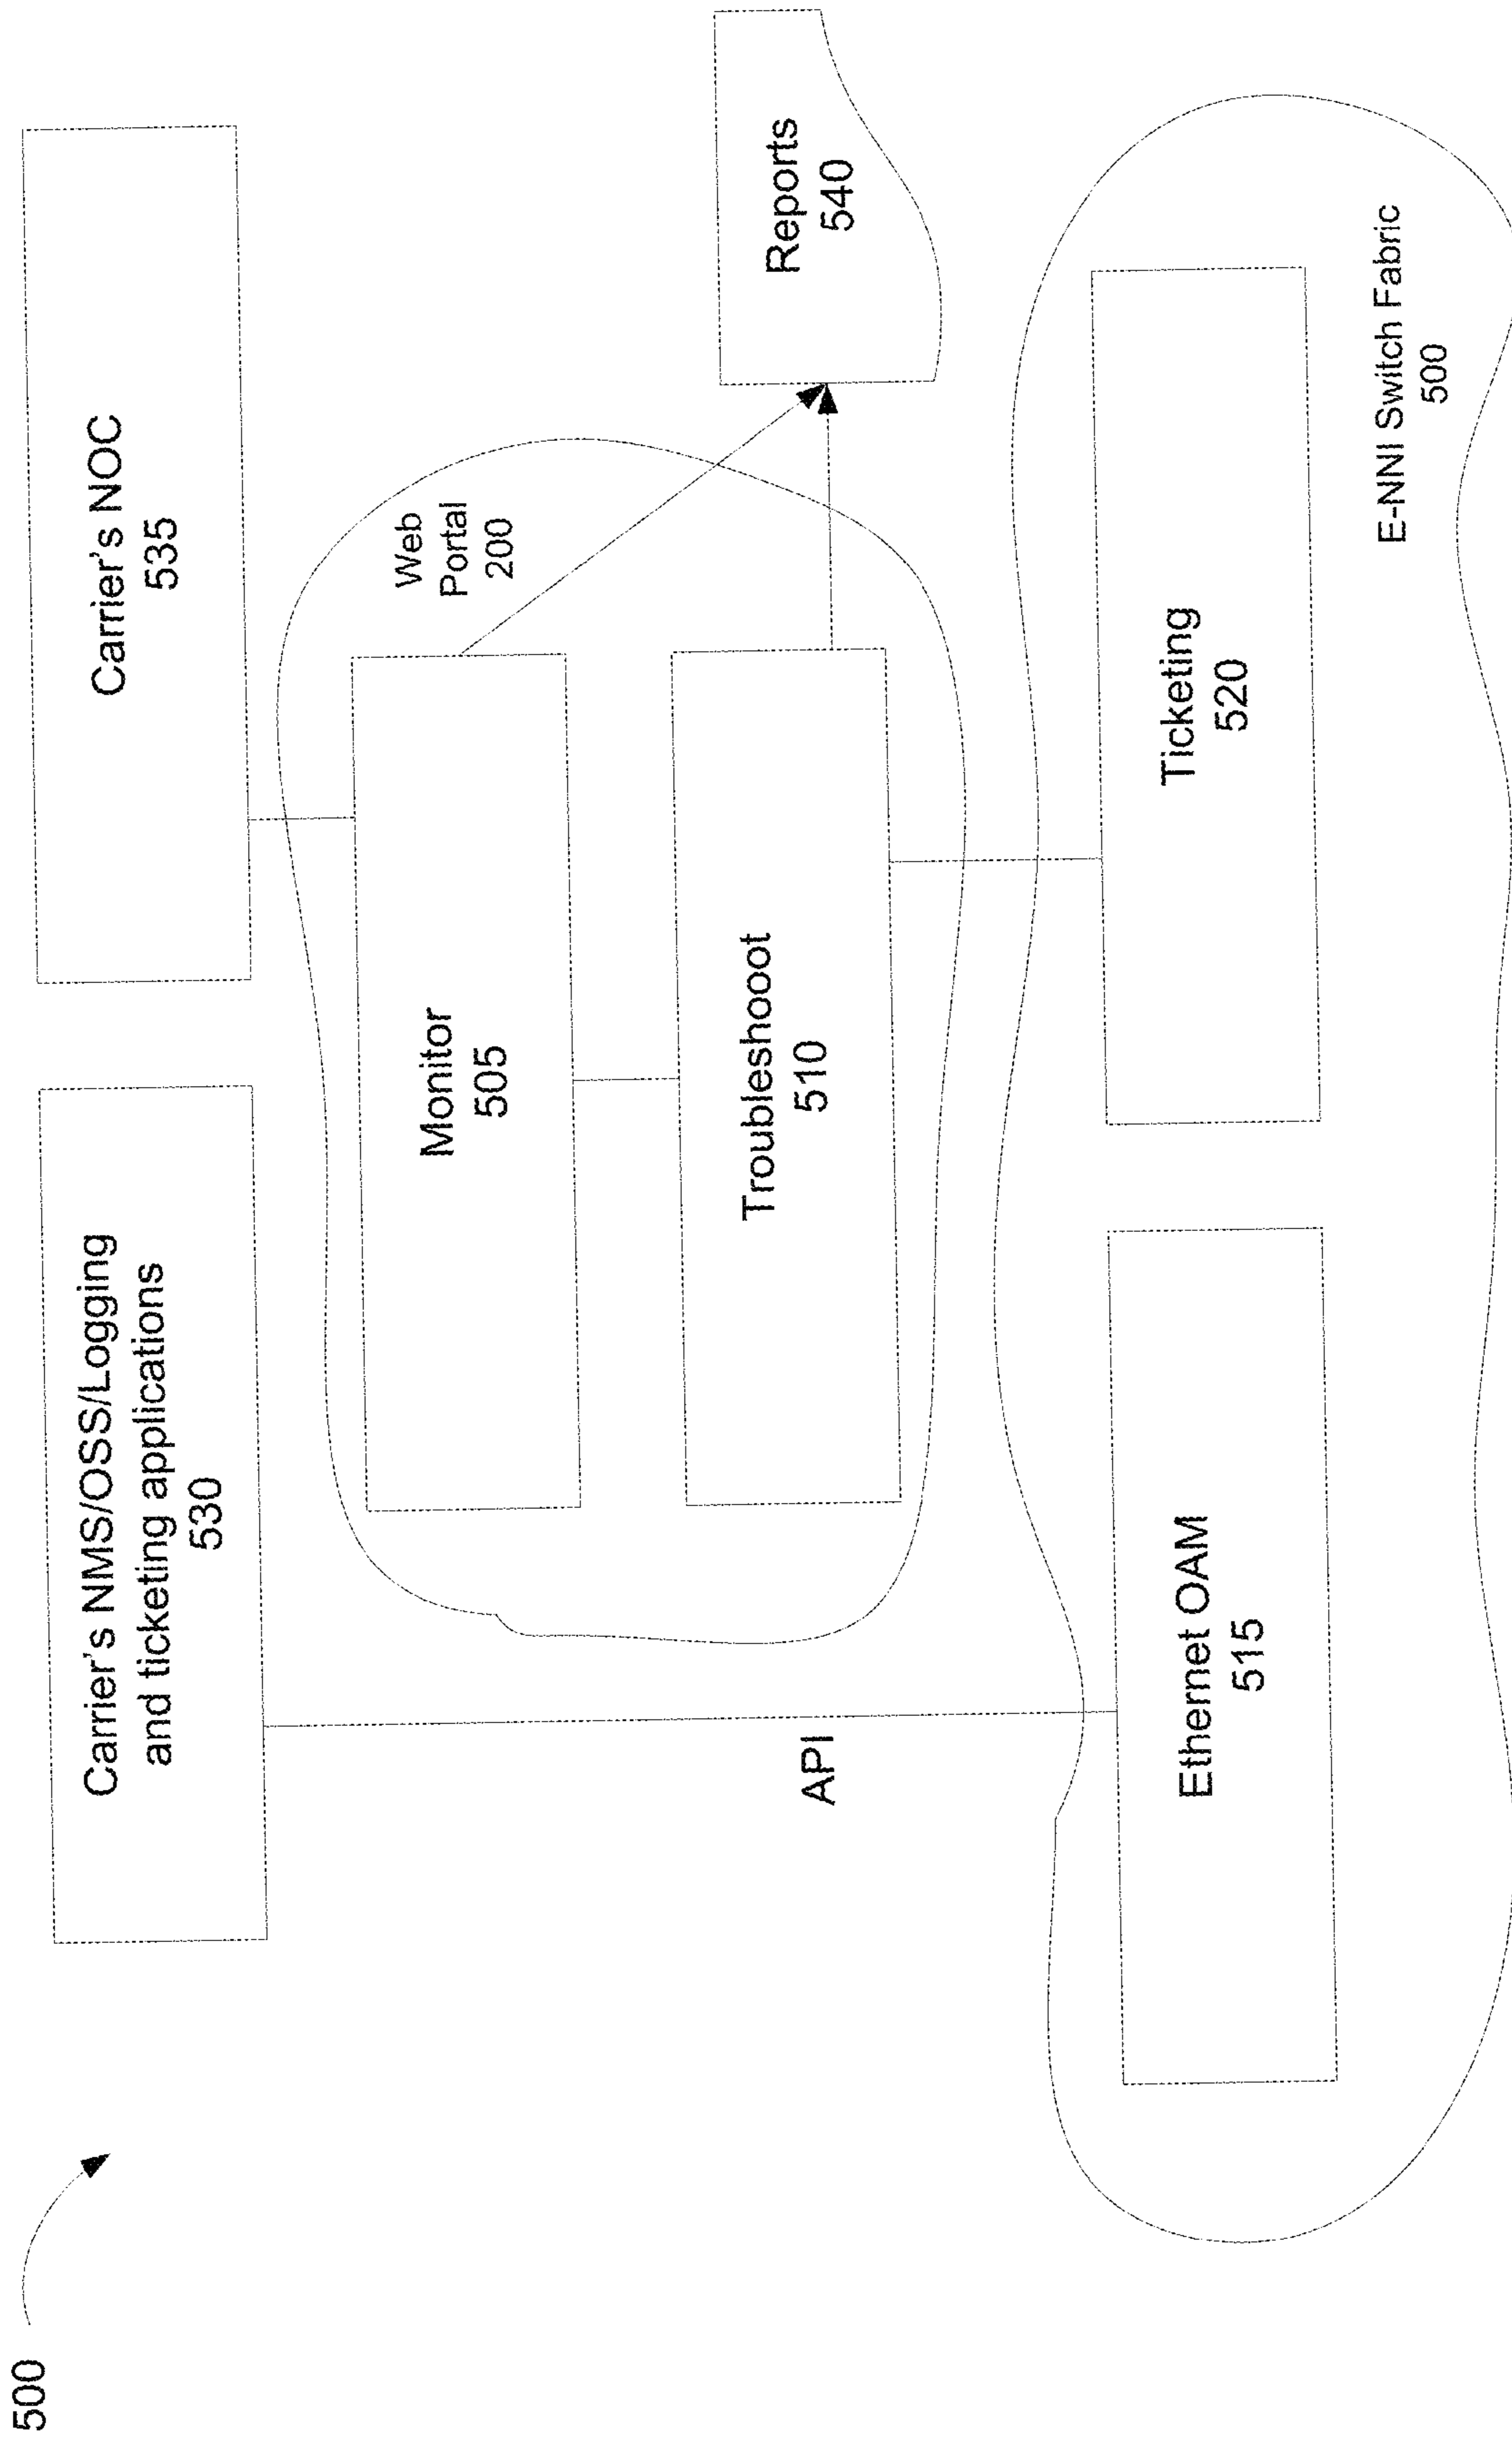 500
Carrier's NMS/OSS/Logging
and ticketing applications
530
Carrier's NOC
535
Web
Portal
200
Monitor
505
Troubleshooot
510
Reports
540
API
Ethernet OAM
515
Ticketing
520
E-NNI Switch Fabric
500